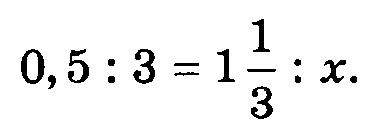 0,5 : 3 = 1 1/3 : x.